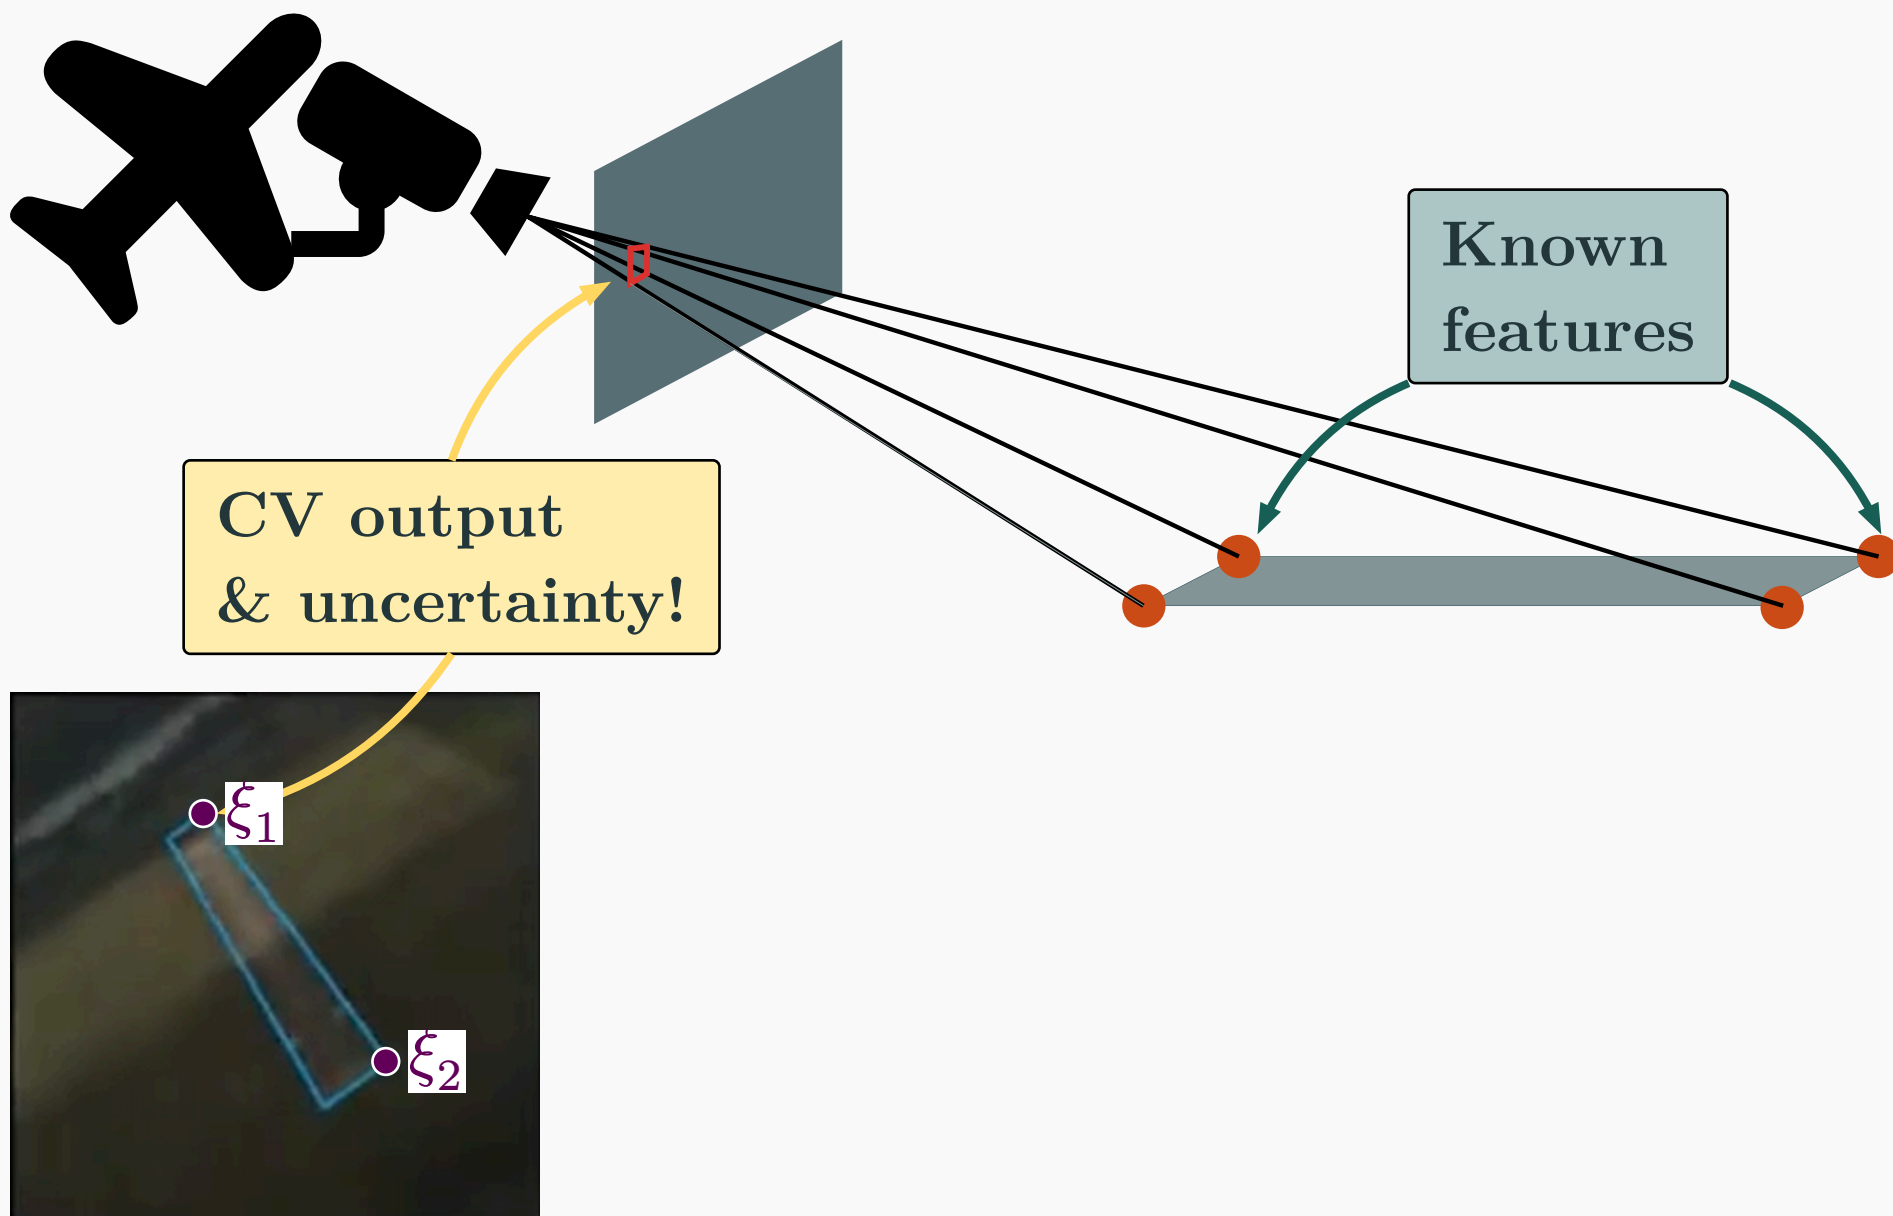 Known
features
CV output
& uncertainty!
ξ₁
ξ₂